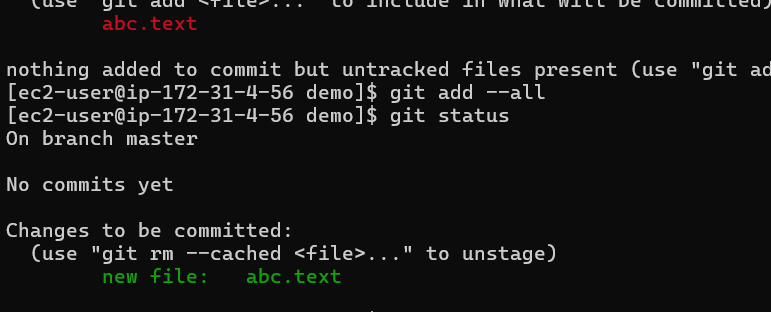 (use "git add <file>..." to include in what will be committed)
abc.text
nothing added to commit but untracked files present (use "git ad
[ec2-user@ip-172-31-4-56 demo]$ git add --all
[ec2-user@ip-172-31-4-56 demo]$ git status
On branch master
No commits yet
Changes to be committed:
(use "git rm --cached <file>..." to unstage)
new file:   abc.text